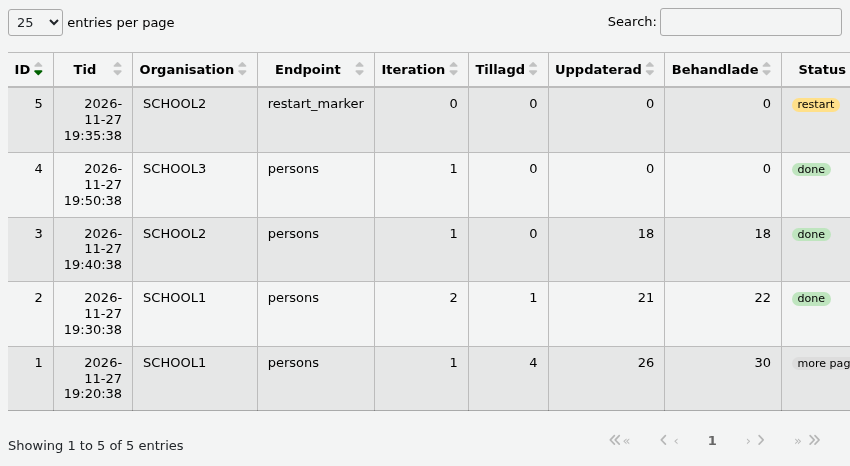 25 entries per page Search:
ID Tid Organisation Endpoint Iteration Tillagd Uppdaterad Behandlade Status
5 2026-11-27 19:35:38 SCHOOL2 restart_marker 0 0 0 0 restart
4 2026-11-27 19:50:38 SCHOOL3 persons 1 0 0 0 done
3 2026-11-27 19:40:38 SCHOOL2 persons 1 0 18 18 done
2 2026-11-27 19:30:38 SCHOOL1 persons 2 1 21 22 done
1 2026-11-27 19:20:38 SCHOOL1 persons 1 4 26 30 more pag
Showing 1 to 5 of 5 entries « ‹ 1 › »